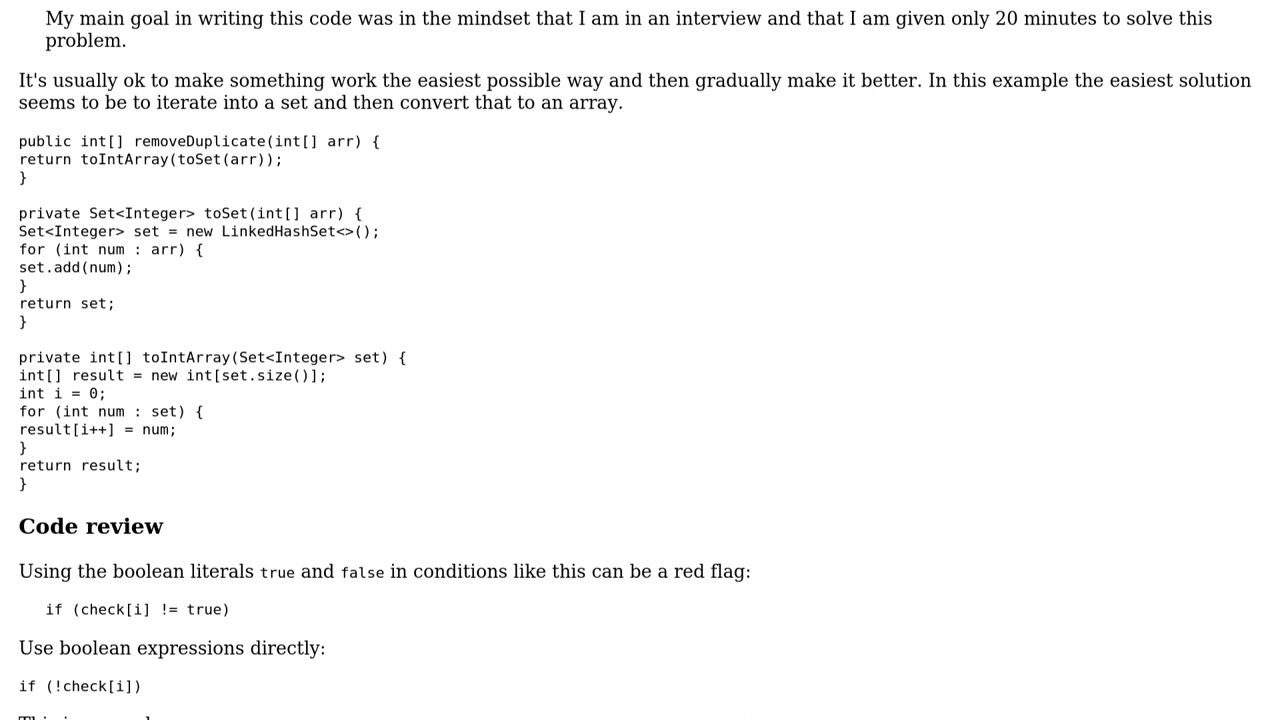 My main goal in writing this code was in the mindset that I am in an interview and that I am given only 20 minutes to solve this
problem.
It's usually ok to make something work the easiest possible way and then gradually make it better. In this example the easiest solution
seems to be to iterate into a set and then convert that to an array.
public int[] removeDuplicate(int[] arr) {
return toIntArray(toSet(arr));
}
private Set<Integer> toSet(int[] arr) {
Set<Integer> set = new LinkedHashSet<>();
for (int num : arr) {
set.add(num);
}
return set;
}
private int[] toIntArray(Set<Integer> set) {
int[] result = new int[set.size()];
int i = 0;
for (int num : set) {
result[i++] = num;
}
return result;
}
Code review
Using the boolean literals true and false in conditions like this can be a red flag:
if (check[i] != true)
Use boolean expressions directly:
if (!check[i])